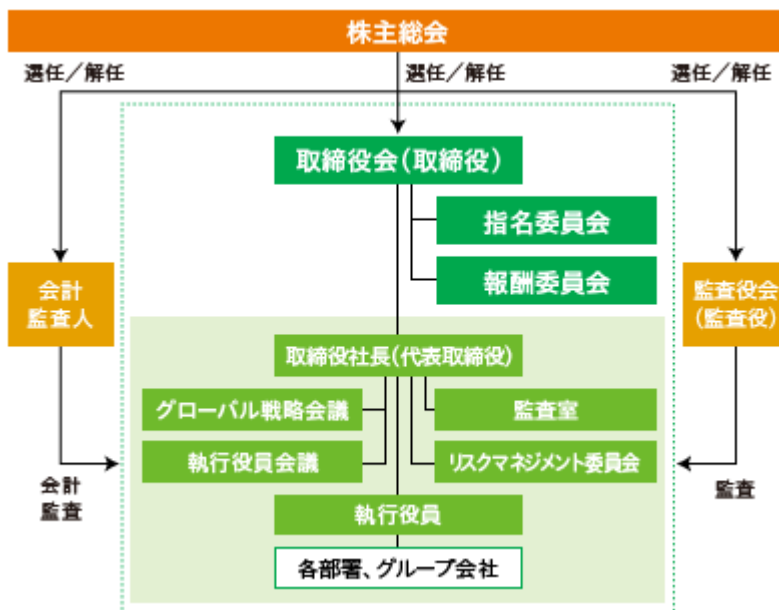 株主総会
選任／解任
選任／解任
選任／解任
取締役会(取締役)
指名委員会
報酬委員会
会計
監査人
監査役会
(監査役)
取締役社長(代表取締役)
グローバル戦略会議
監査室
執行役員会議
リスクマネジメント委員会
会計
監査
監査
執行役員
各部署、グループ会社